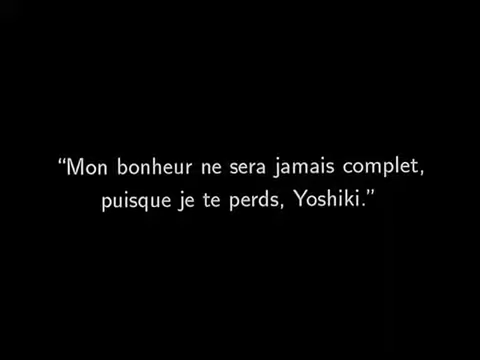 “Mon bonheur ne sera jamais complet,
puisque je te perds, Yoshiki.”